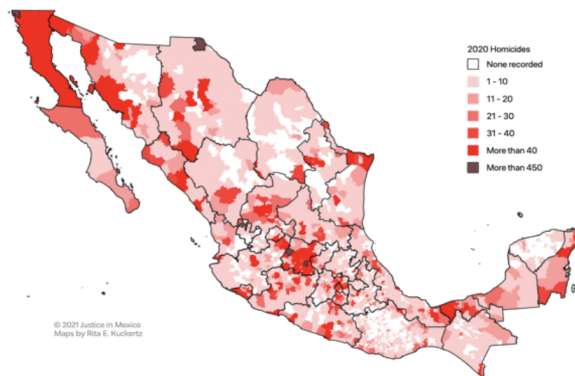 2020 Homicides
None recorded
1 - 10
11 - 20
21 - 30
31 - 40
More than 40
More than 450
© 2021 Justice in Mexico
Maps by Rita E. Kuckertz